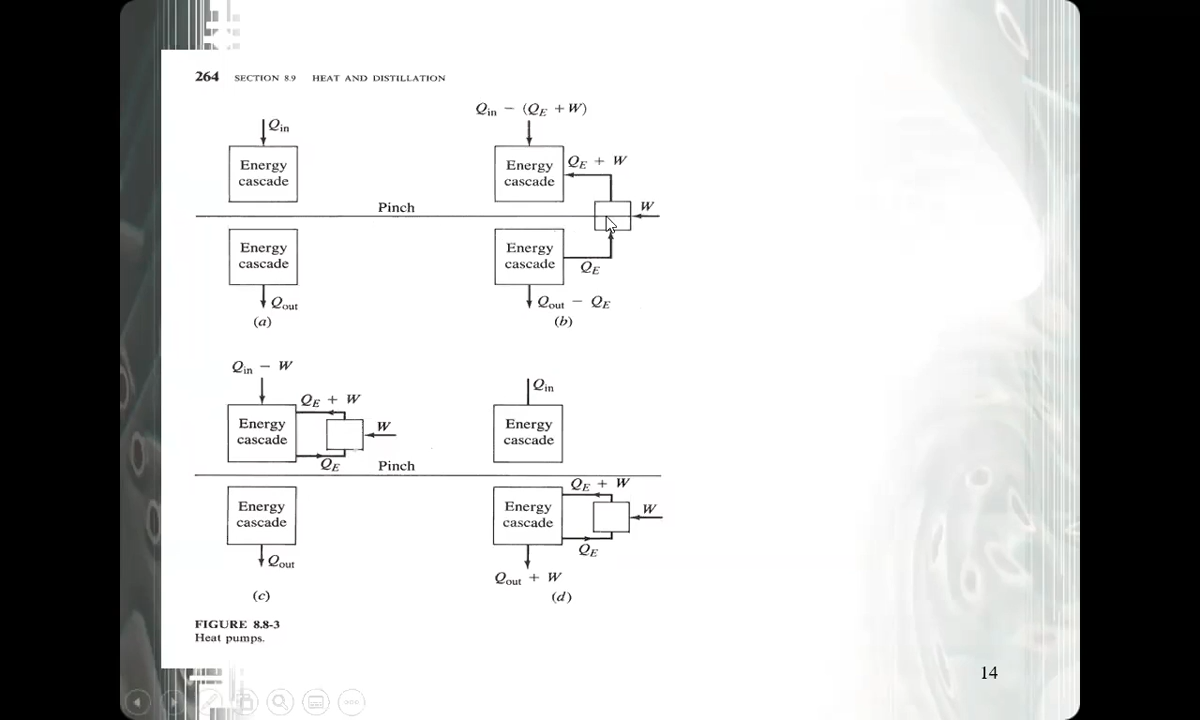 264 SECTION 8.9 HEAT AND DISTILLATION
Qin
Energy
cascade
Qin − (QE + W)
Energy
cascade
QE + W
W
Pinch
Energy
cascade
Qout
(a)
Energy
cascade
QE
Qout − QE
(b)
Qin − W
Energy
cascade
QE + W
W
QE
Qin
Energy
cascade
Pinch
Energy
cascade
Qout
(c)
Energy
cascade
QE + W
W
QE
Qout + W
(d)
FIGURE 8.8-3
Heat pumps.
14